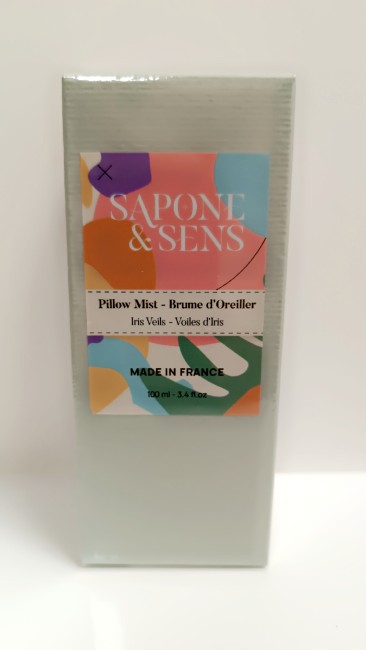 SAPONE
& SENS
Pillow Mist - Brume d'Oreiller
Iris Veils - Voiles d'Iris
MADE IN FRANCE
100 ml - 3.4 fl.oz